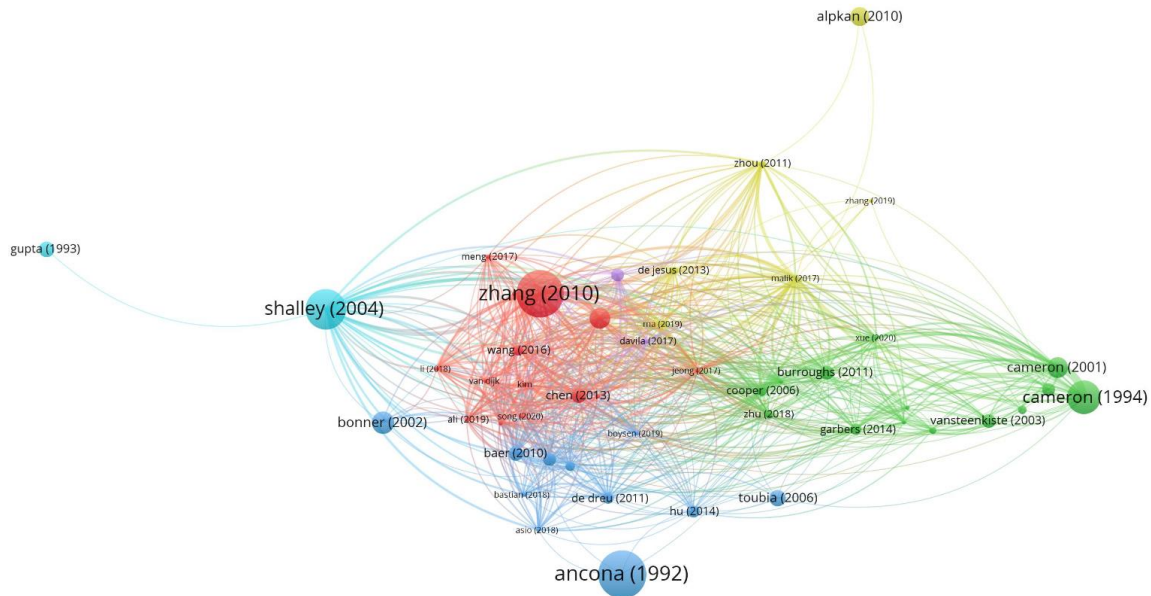 alpkan (2010)
zhou (2011)
zhang (2019)
gupta (1993)
meng (2017)
de jesus (2013)
malik (2017)
zhang (2010)
shalley (2004)
ma (2019)
davila (2017)
xue (2020)
wang (2016)
li (2018)
jeong (2017)
burroughs (2011)
cameron (2001)
van dijk
kim
cooper (2006)
chen (2013)
cameron (1994)
zhu (2018)
ali (2019)
song (2020)
bonner (2002)
garbers (2014)
vansteenkiste (2003)
boysen (2019)
baer (2010)
bastian (2018)
de dreu (2011)
toubia (2006)
hu (2014)
asio (2018)
ancona (1992)